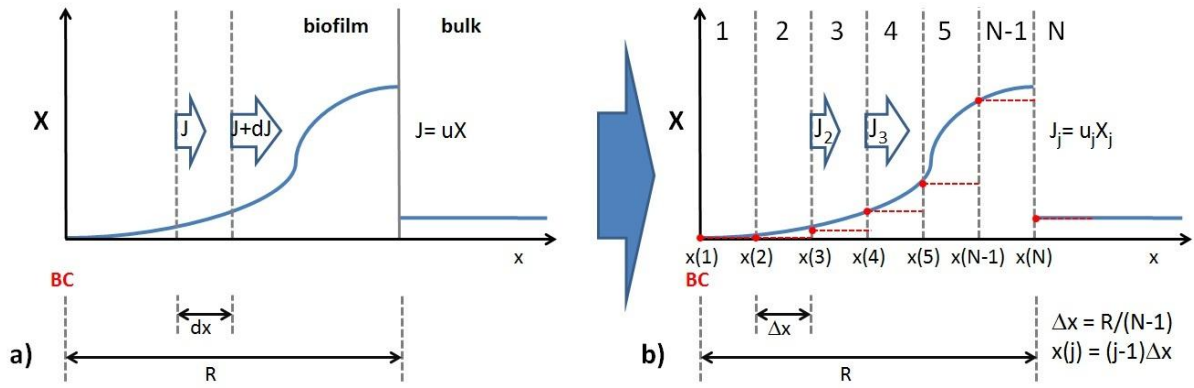 biofilm
bulk
X
J
J+dJ
J= uX
x
BC
dx
a)
R
1 2 3 4 5 N-1 N
X
J₂
J₃
Jⱼ= uⱼXⱼ
x(1) x(2) x(3) x(4) x(5) x(N-1) x(N) x
BC
Δx
Δx = R/(N-1)
b)
x(j) = (j-1)Δx
R